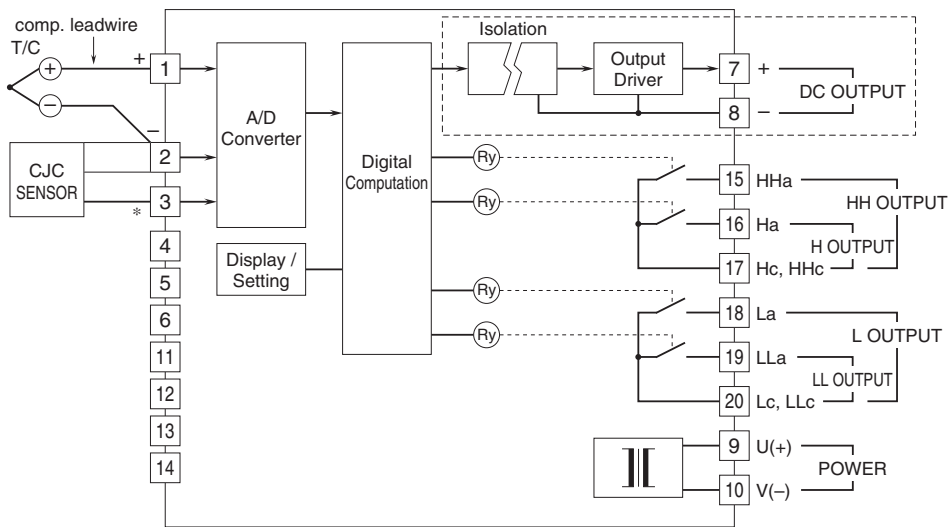 comp. leadwire
T/C
+
+
−
−
1
2
3
*
4
5
6
11
12
13
14
CJC
SENSOR
A/D
Converter
Display /
Setting
Digital
Computation
Isolation
Output
Driver
7
+
8
−
DC OUTPUT
Ry
15
HHa
Ry
16
Ha
17
Hc, HHc
H OUTPUT
HH OUTPUT
Ry
18
La
Ry
19
LLa
20
Lc, LLc
LL OUTPUT
L OUTPUT
9
U(+)
10
V(−)
POWER